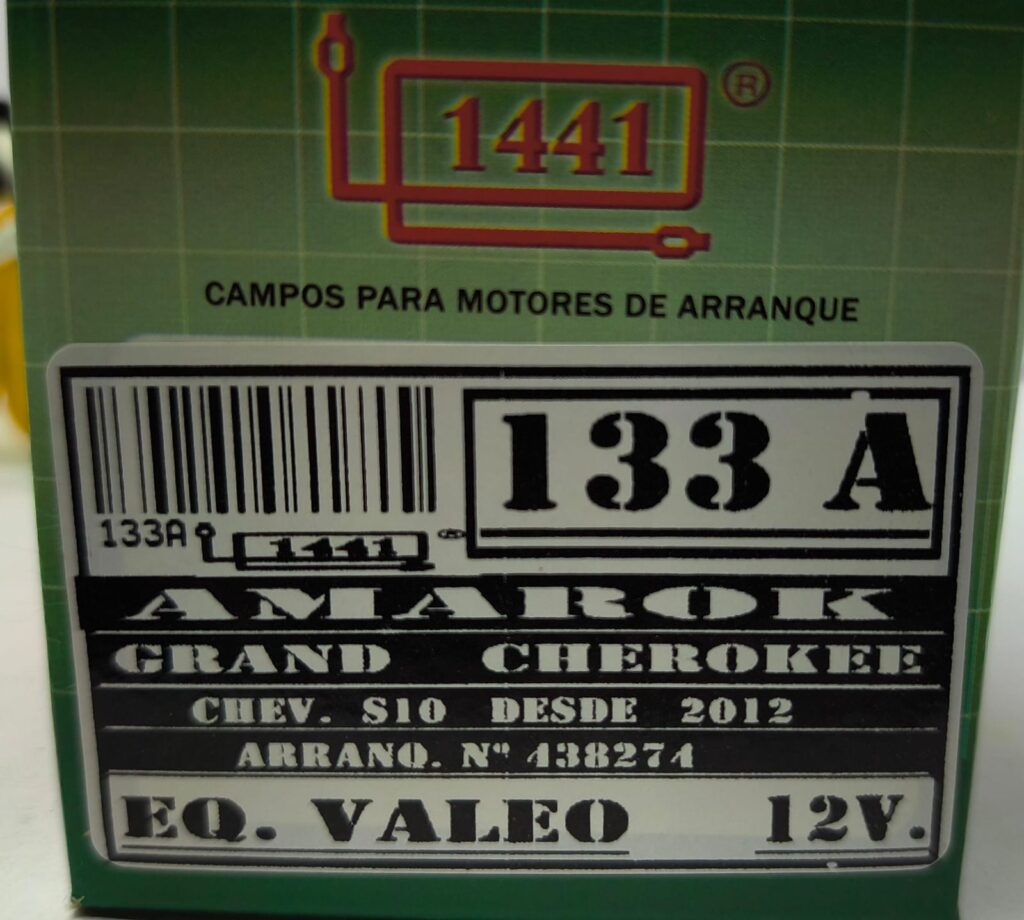 1441 ®
CAMPOS PARA MOTORES DE ARRANQUE
133 A
133A 1441
AMAROK
GRAND CHEROKEE
CHEV. S10 DESDE 2012
ARRANQ. Nº 438274
EQ. VALEO 12V.